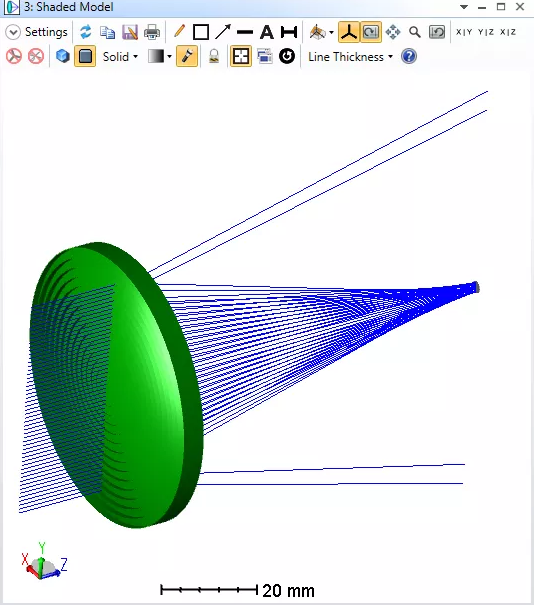 3: Shaded Model
Settings A X|Y Y|Z X|Z
Solid Line Thickness
X Y Z
20 mm